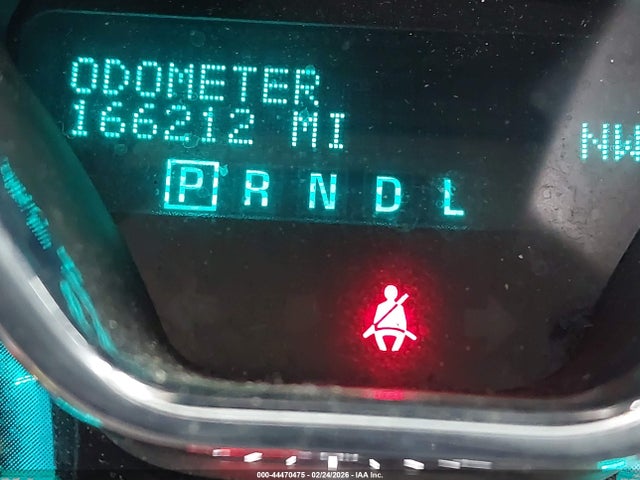 ODOMETER
166212 MI
NW
P R N D L
000-44470475 - 02/24/2026 - IAA Inc.